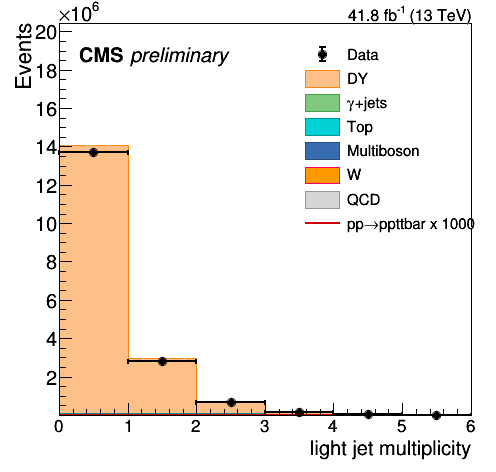 ×10⁶
41.8 fb⁻¹ (13 TeV)
Events
CMS preliminary
Data
DY
γ+jets
Top
Multiboson
W
QCD
pp→ppttbar x 1000
20
18
16
14
12
10
8
6
4
2
0 1 2 3 4 5 6
light jet multiplicity